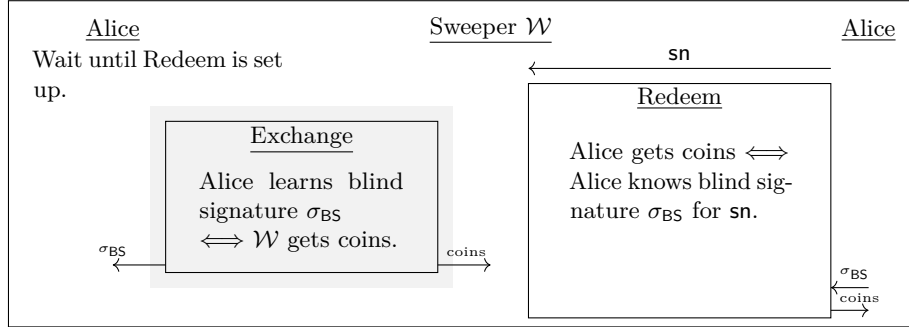 Alice
Sweeper 𝒲
Alice
Wait until Redeem is set
up.
sn
Exchange
Alice learns blind
signature σ_BS
⟺ 𝒲 gets coins.
σ_BS
coins
Redeem
Alice gets coins ⟺
Alice knows blind sig-
nature σ_BS for sn.
σ_BS
coins